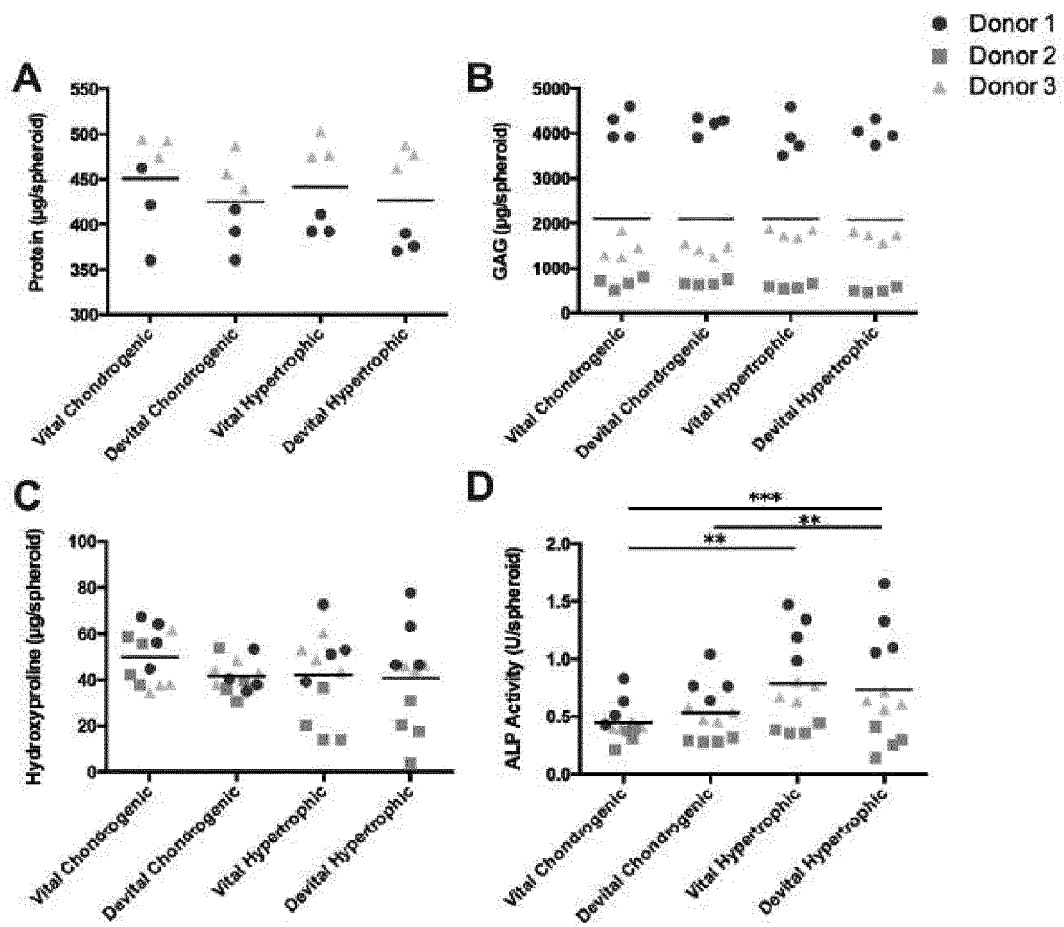 Donor 1
Donor 2
Donor 3
A
Protein (µg/spheroid)
550
500
450
400
350
300
Vital Chondrogenic
Devital Chondrogenic
Vital Hypertrophic
Devital Hypertrophic
B
GAG (µg/spheroid)
5000
4000
3000
2000
1000
0
Vital Chondrogenic
Devital Chondrogenic
Vital Hypertrophic
Devital Hypertrophic
C
Hydroxyproline (µg/spheroid)
100
80
60
40
20
0
Vital Chondrogenic
Devital Chondrogenic
Vital Hypertrophic
Devital Hypertrophic
D
***
**
**
ALP Activity (U/spheroid)
2.0
1.5
1.0
0.5
0.0
Vital Chondrogenic
Devital Chondrogenic
Vital Hypertrophic
Devital Hypertrophic